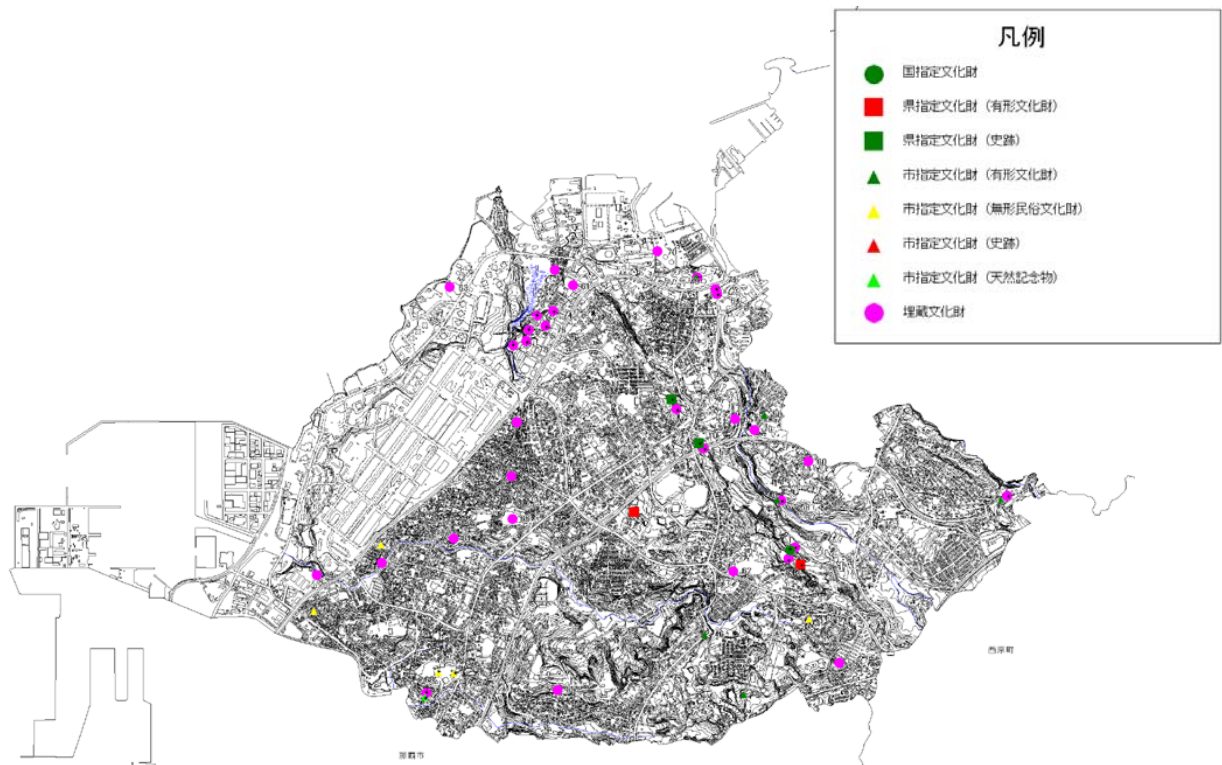 凡例
国指定文化財
県指定文化財（有形文化財）
県指定文化財（史跡）
市指定文化財（有形文化財）
市指定文化財（無形民俗文化財）
市指定文化財（史跡）
市指定文化財（天然記念物）
埋蔵文化財
西原町
那覇市